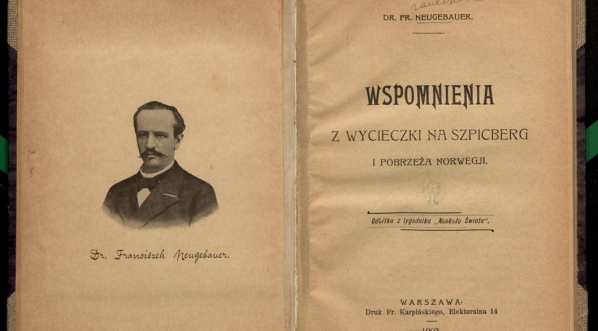 Dr. Franciszek Neugebauer.
DR. FR. NEUGEBAUER.
WSPOMNIENIA
Z WYCIECZKI NA SZPICBERG
I POBRZEŻA NORWEGJI.
Odbitka z tygodnika „Naokoło Świata”.
WARSZAWA.
Druk Fr. Karpińskiego, Elektoralna 14